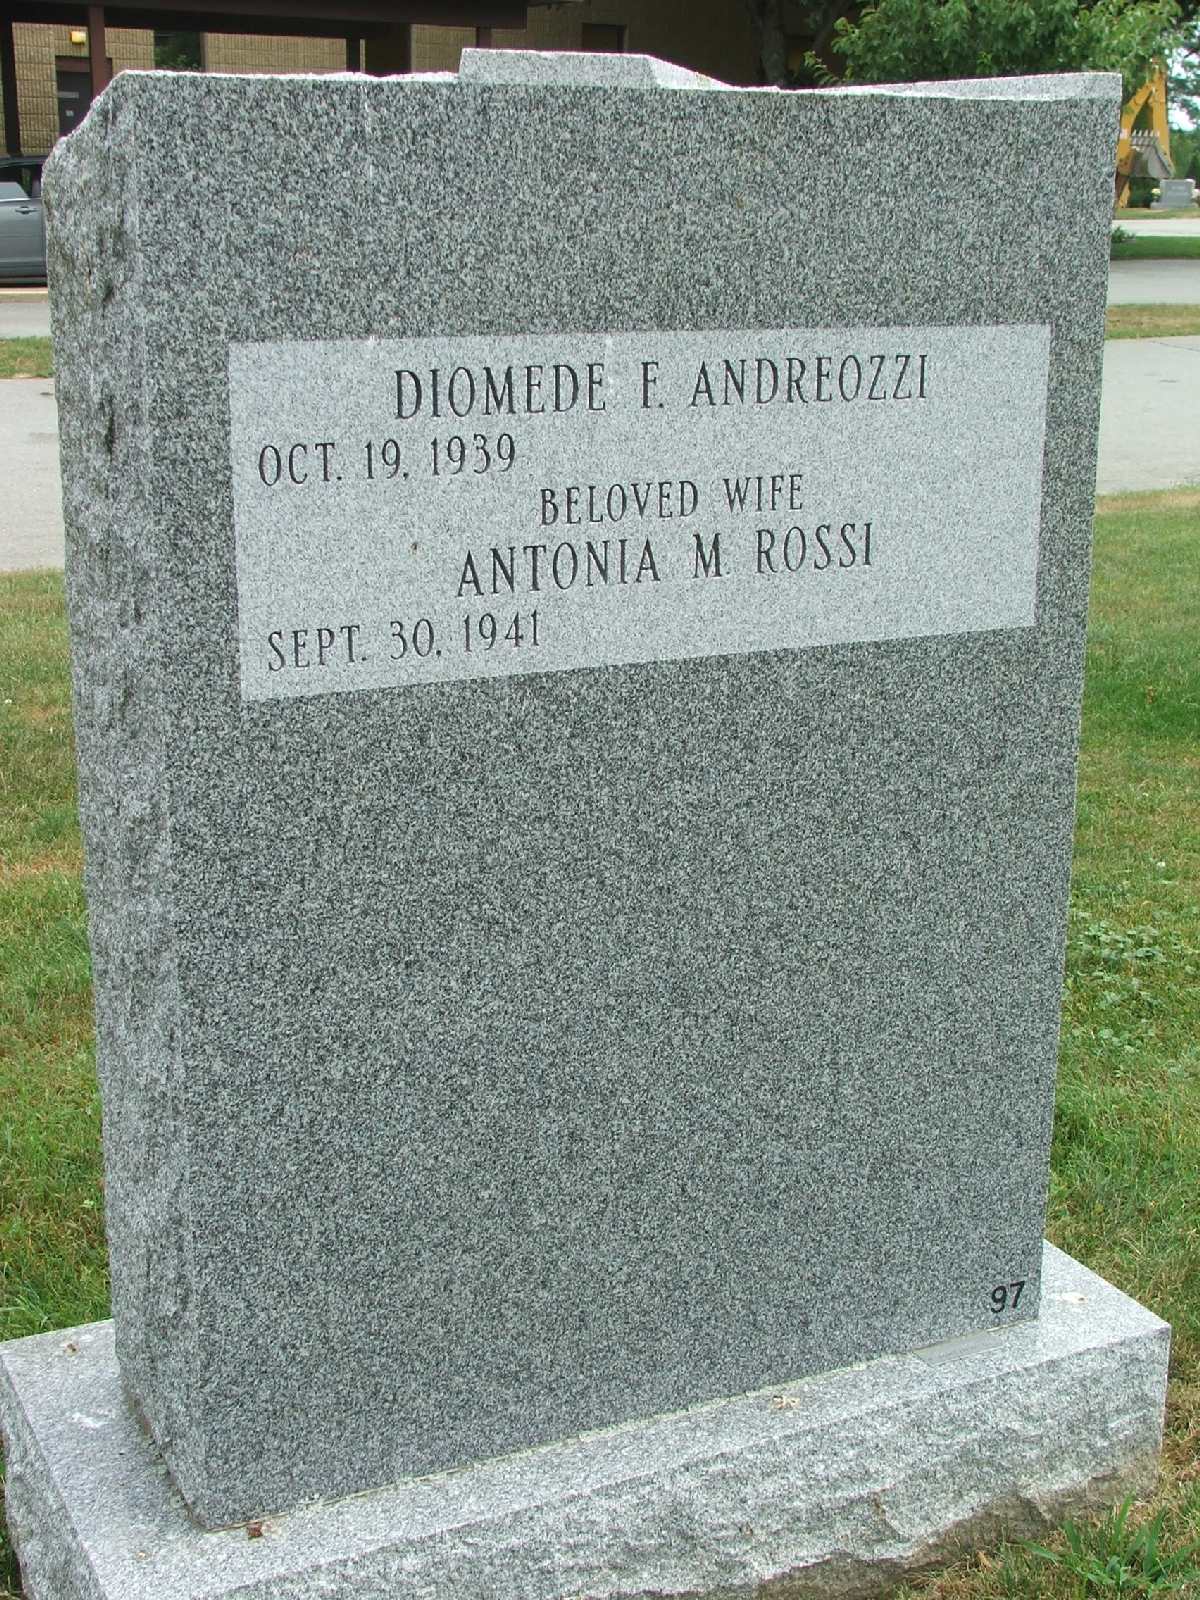 DIOMEDE F. ANDREOZZI
OCT. 19, 1939
BELOVED WIFE
ANTONIA M. ROSSI
SEPT. 30, 1941
97